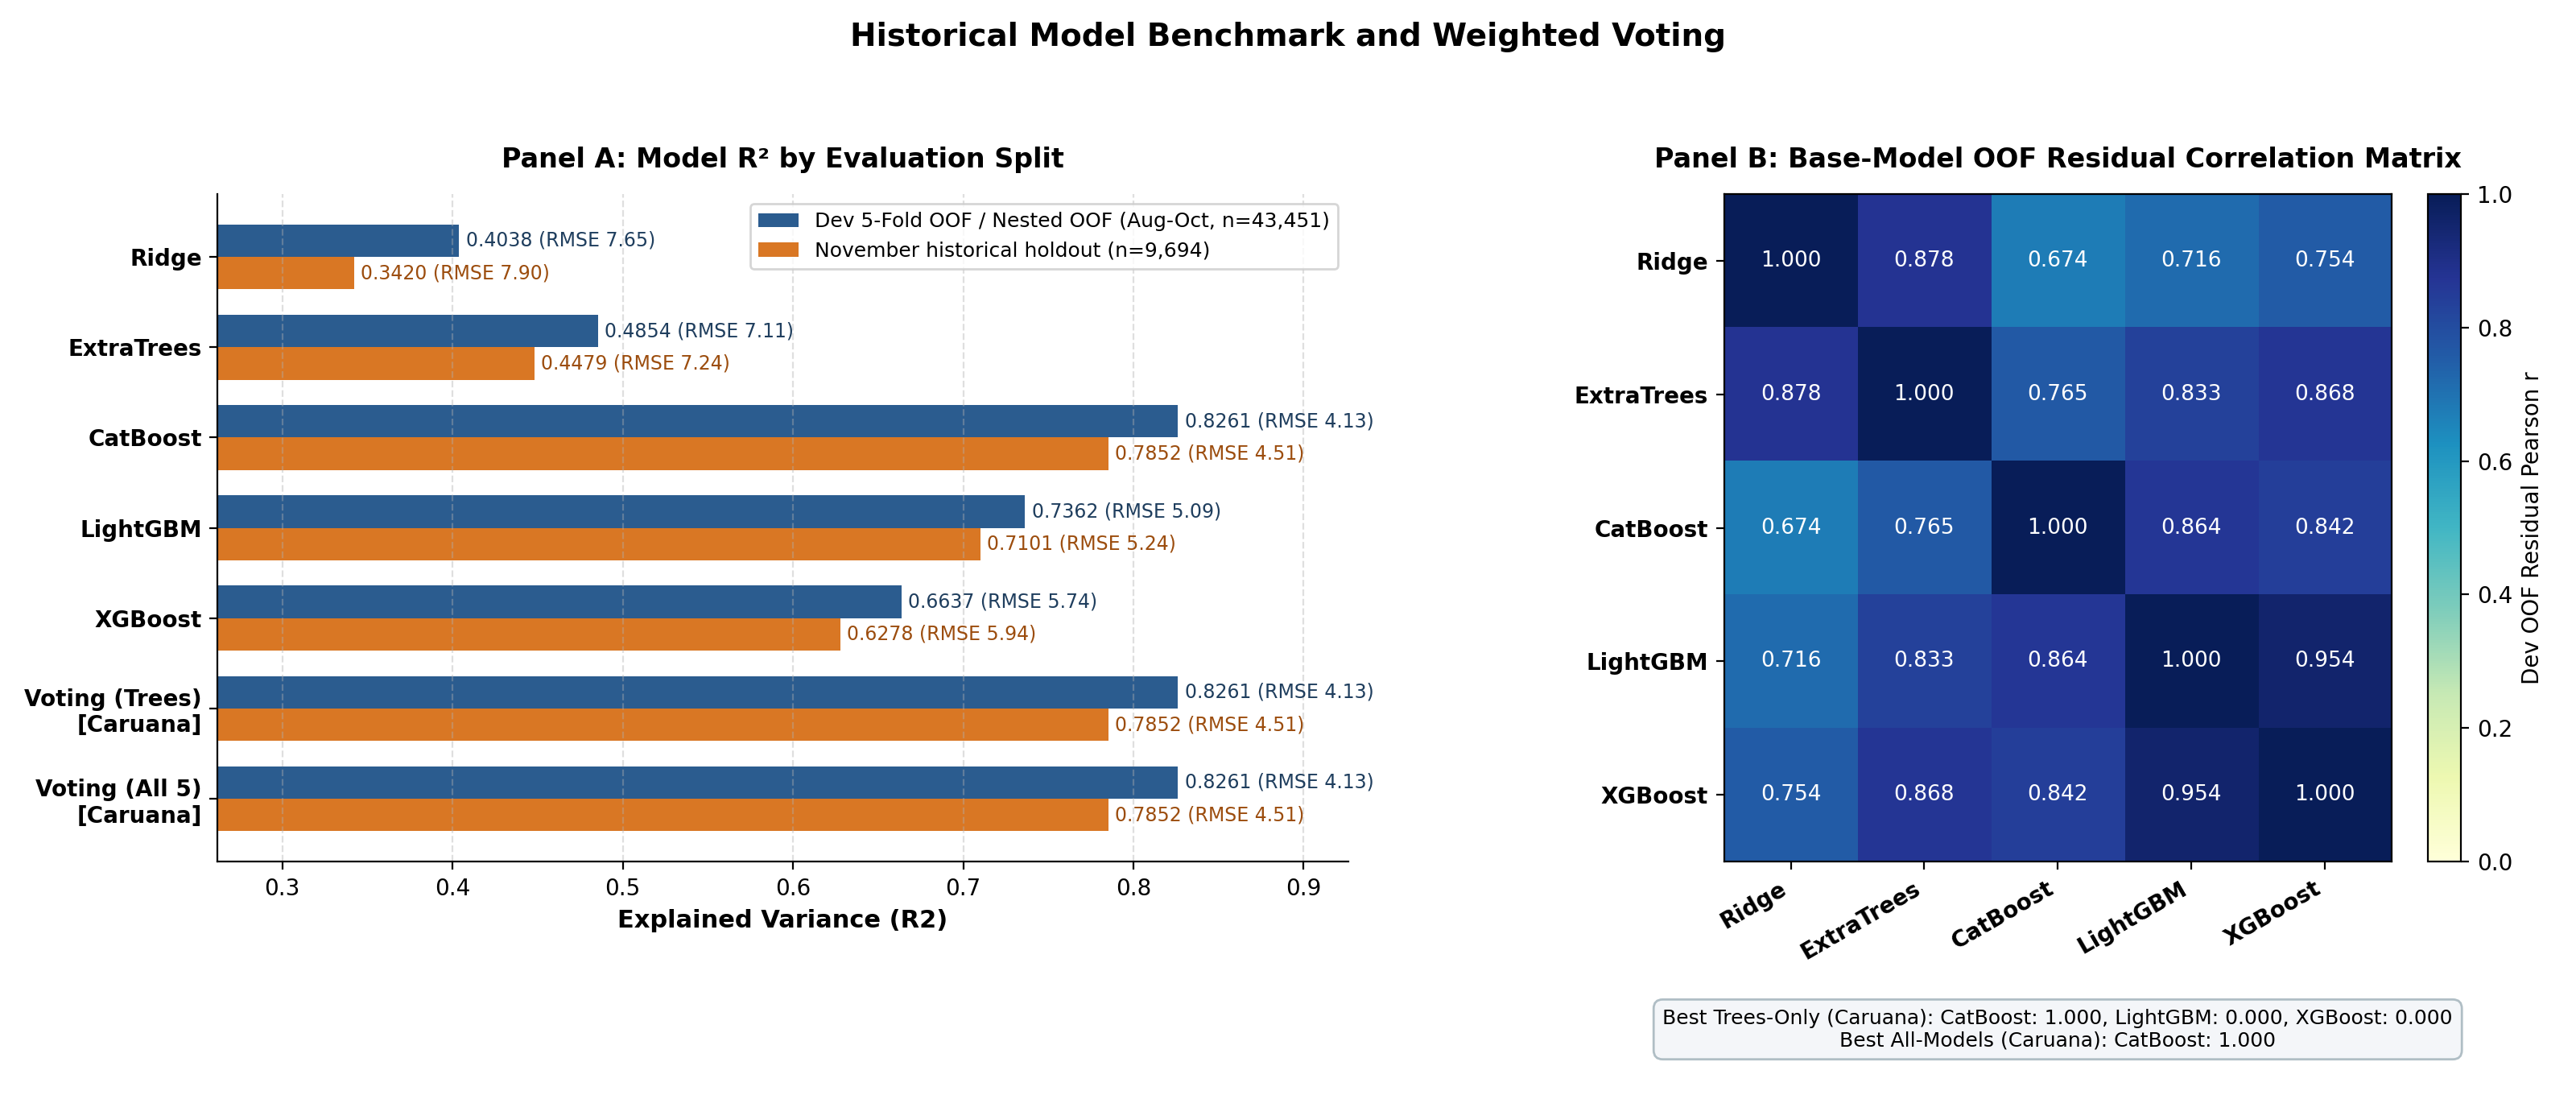 Historical Model Benchmark and Weighted Voting
Panel A: Model R² by Evaluation Split
Dev 5-Fold OOF / Nested OOF (Aug-Oct, n=43,451)
November historical holdout (n=9,694)
Ridge
0.4038 (RMSE 7.65)
0.3420 (RMSE 7.90)
ExtraTrees
0.4854 (RMSE 7.11)
0.4479 (RMSE 7.24)
CatBoost
0.8261 (RMSE 4.13)
0.7852 (RMSE 4.51)
LightGBM
0.7362 (RMSE 5.09)
0.7101 (RMSE 5.24)
XGBoost
0.6637 (RMSE 5.74)
0.6278 (RMSE 5.94)
Voting (Trees)
[Caruana]
0.8261 (RMSE 4.13)
0.7852 (RMSE 4.51)
Voting (All 5)
[Caruana]
0.8261 (RMSE 4.13)
0.7852 (RMSE 4.51)
0.3 0.4 0.5 0.6 0.7 0.8 0.9
Explained Variance (R2)
Panel B: Base-Model OOF Residual Correlation Matrix
Ridge 1.000 0.878 0.674 0.716 0.754
ExtraTrees 0.878 1.000 0.765 0.833 0.868
CatBoost 0.674 0.765 1.000 0.864 0.842
LightGBM 0.716 0.833 0.864 1.000 0.954
XGBoost 0.754 0.868 0.842 0.954 1.000
Ridge ExtraTrees CatBoost LightGBM XGBoost
1.0
0.8
0.6
0.4
0.2
0.0
Dev OOF Residual Pearson r
Best Trees-Only (Caruana): CatBoost: 1.000, LightGBM: 0.000, XGBoost: 0.000
Best All-Models (Caruana): CatBoost: 1.000